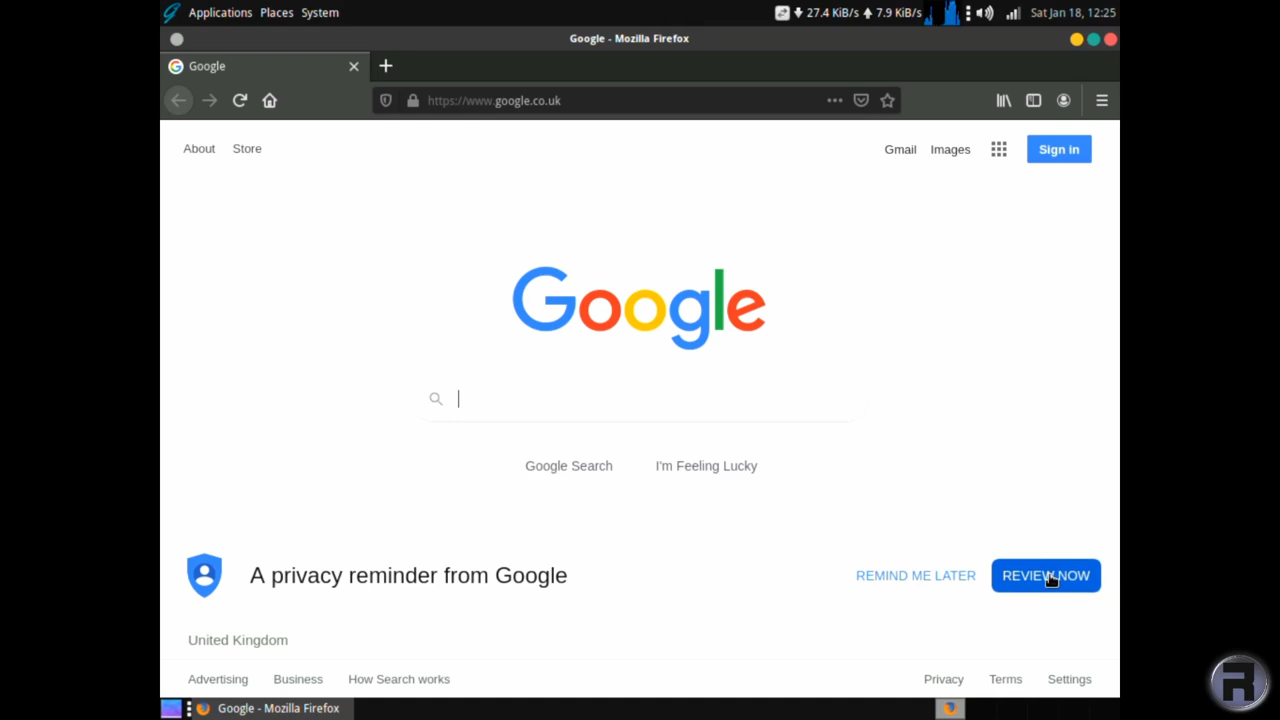 Applications Places System 27.4 KiB/s 7.9 KiB/s Sat Jan 18, 12:25
Google - Mozilla Firefox
Google
https://www.google.co.uk
About Store Gmail Images Sign in
Google
Google Search I'm Feeling Lucky
A privacy reminder from Google REMIND ME LATER REVIEW NOW
United Kingdom
Advertising Business How Search works Privacy Terms Settings
Google - Mozilla Firefox
R